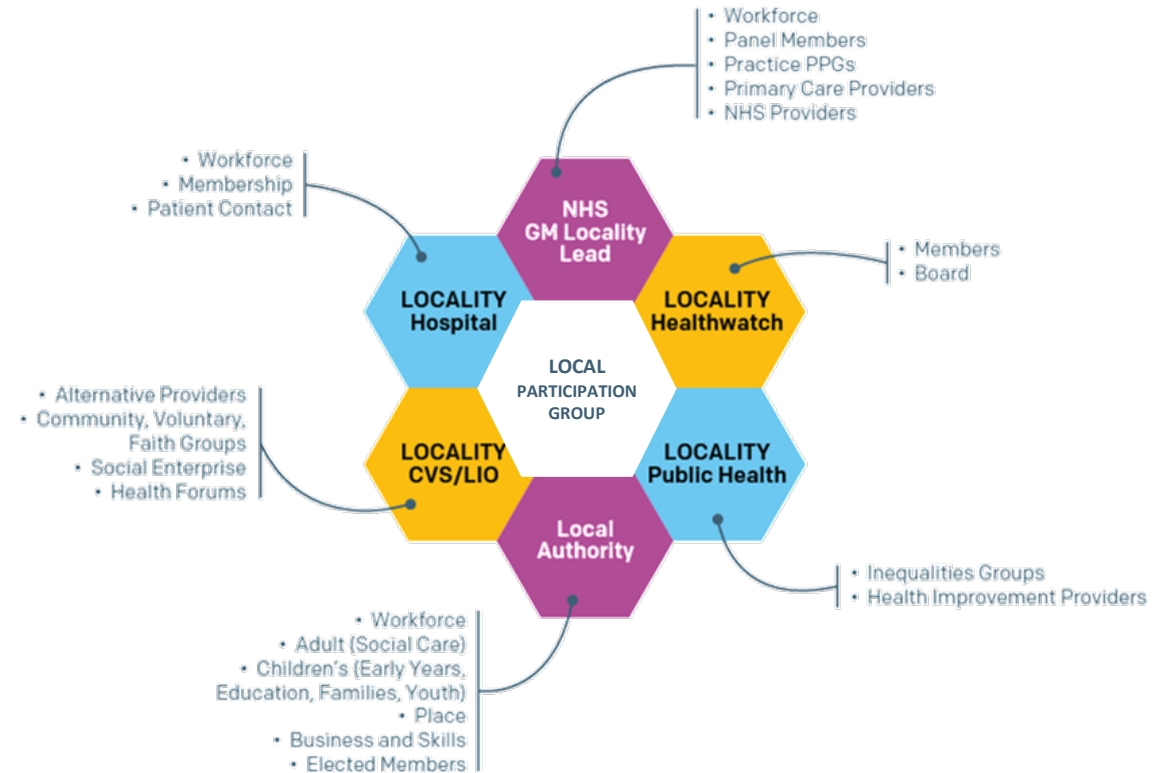 • Workforce
• Panel Members
• Practice PPGs
• Primary Care Providers
• NHS Providers
• Workforce
• Membership
• Patient Contact
NHS
GM Locality
Lead
• Members
• Board
LOCALITY
Hospital
LOCALITY
Healthwatch
LOCAL
PARTICIPATION
GROUP
• Alternative Providers
• Community, Voluntary,
Faith Groups
• Social Enterprise
• Health Forums
LOCALITY
CVS/LIO
LOCALITY
Public Health
Local
Authority
• Inequalities Groups
• Health Improvement Providers
• Workforce
• Adult (Social Care)
• Children's (Early Years,
Education, Families, Youth)
• Place
• Business and Skills
• Elected Members